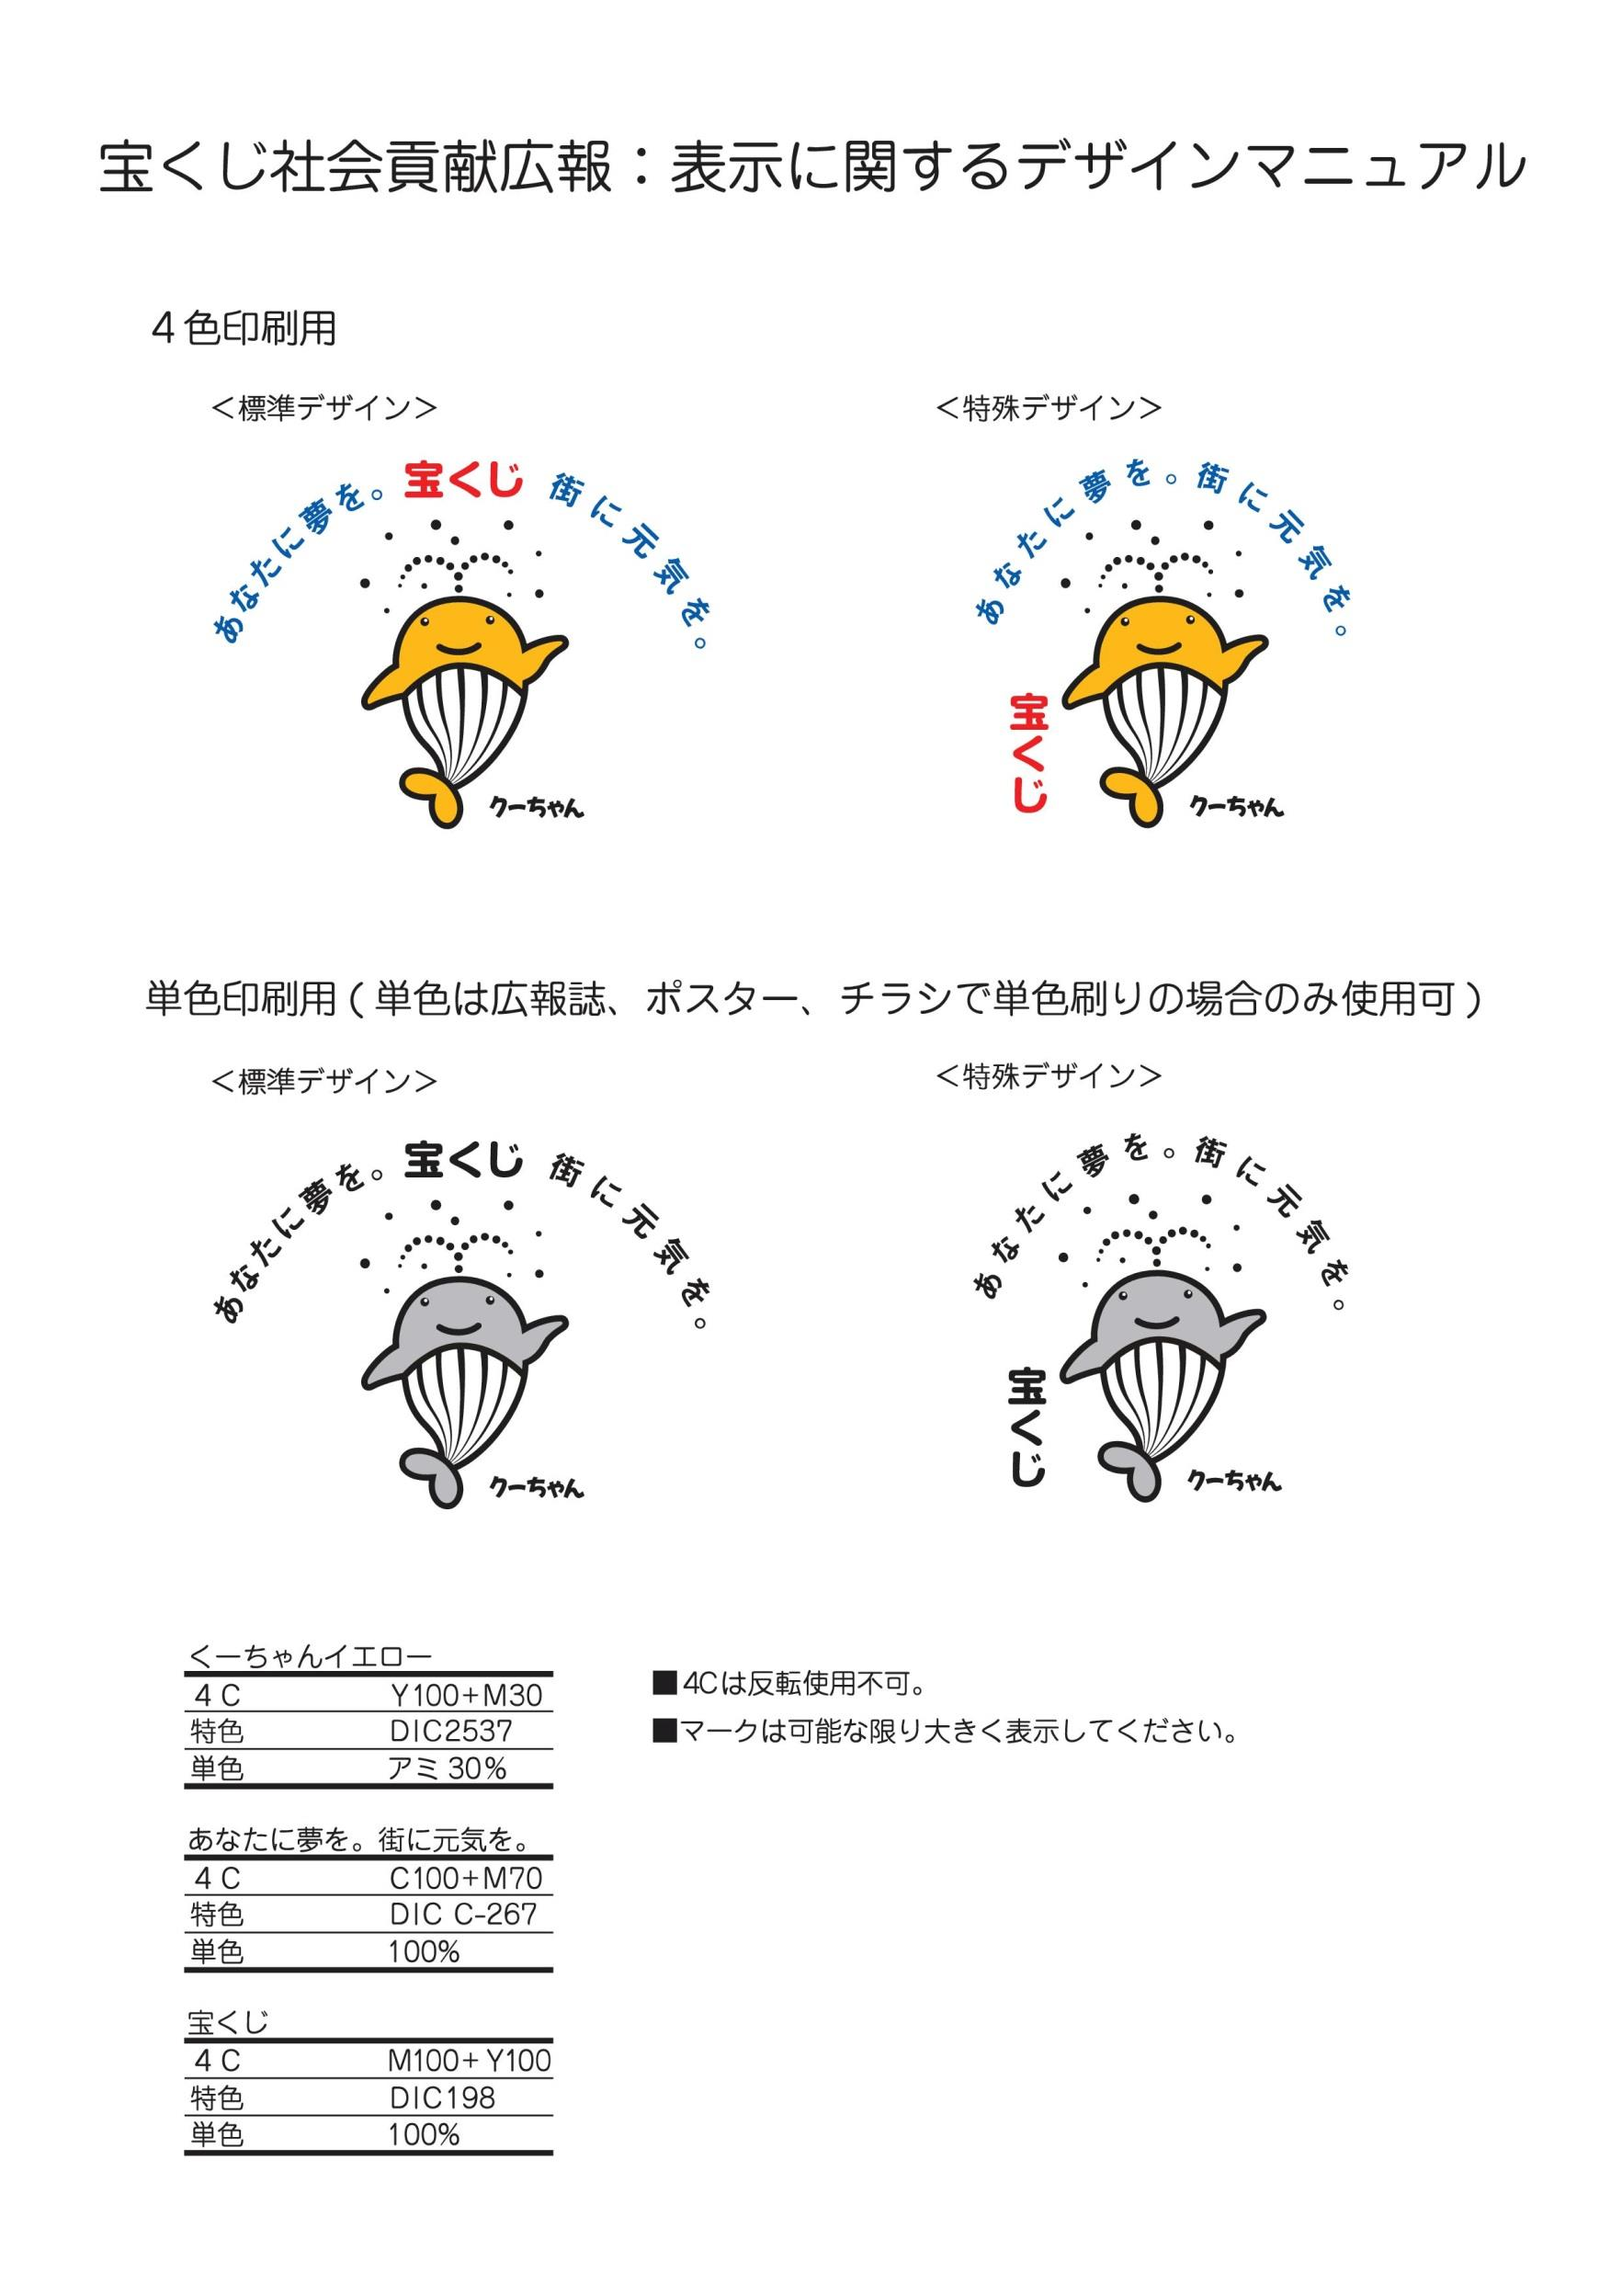 宝くじ社会貢献広報：表示に関するデザインマニュアル
４色印刷用
＜標準デザイン＞
あなたに夢を。宝くじ 街に元気を。
クーちゃん
＜特殊デザイン＞
あなたに夢を。街に元気を。
宝くじ
クーちゃん
単色印刷用(単色は広報誌、ポスター、チラシで単色刷りの場合のみ使用可)
＜標準デザイン＞
あなたに夢を。宝くじ 街に元気を。
クーちゃん
＜特殊デザイン＞
あなたに夢を。街に元気を。
宝くじ
クーちゃん
くーちゃんイエロー
４C Y100+M30
特色 DIC2537
単色 アミ30%
あなたに夢を。街に元気を。
４C C100+M70
特色 DIC C-267
単色 100%
宝くじ
４C M100+Y100
特色 DIC198
単色 100%
■4Cは反転使用不可。
■マークは可能な限り大きく表示してください。